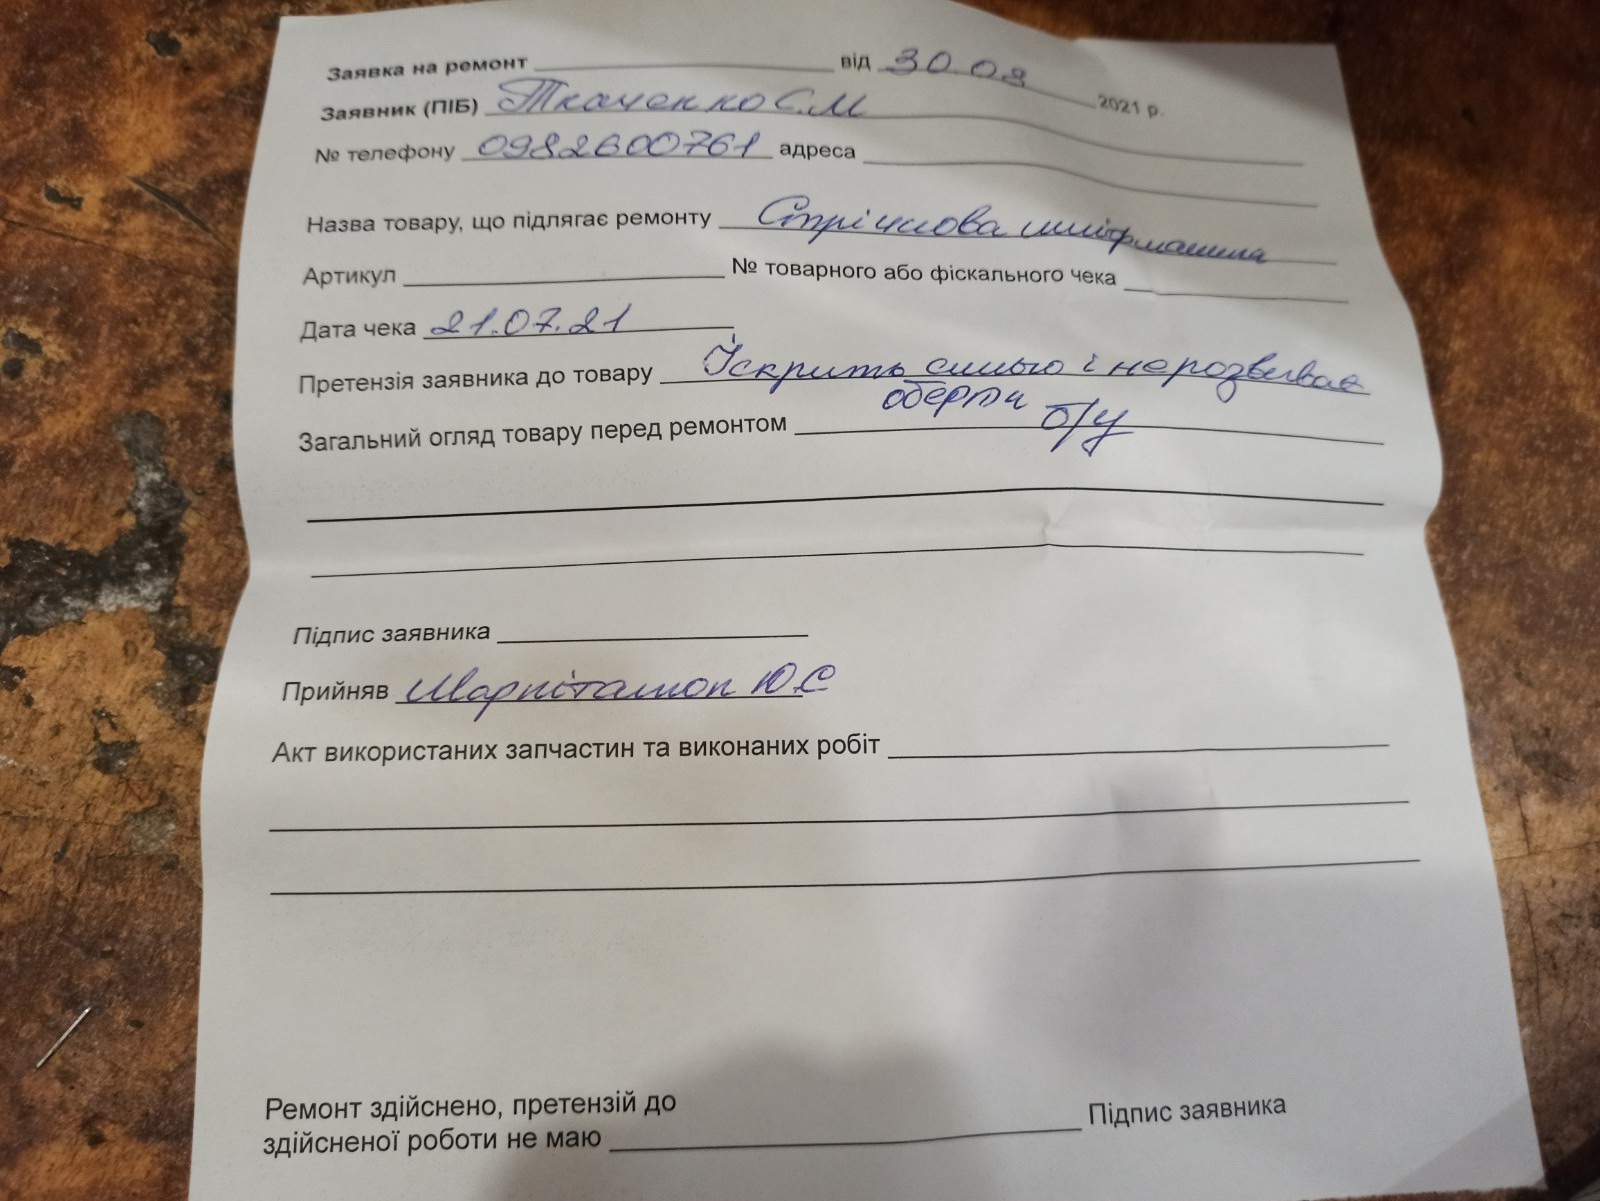 Заявка на ремонт від 30.08 2021 р.
Заявник (ПІБ) Ткаченко С.М
№ телефону 0982600761 адреса
Назва товару, що підлягає ремонту Стрічкова шліфмашина
Артикул № товарного або фіскального чека
Дата чека 21.07.21
Претензія заявника до товару Іскрить сильно і нерозвиває
оберти
Загальний огляд товару перед ремонтом б/у
Підпис заявника
Прийняв Ю.С
Акт використаних запчастин та виконаних робіт
Ремонт здійснено, претензій до
здійсненої роботи не маю Підпис заявника